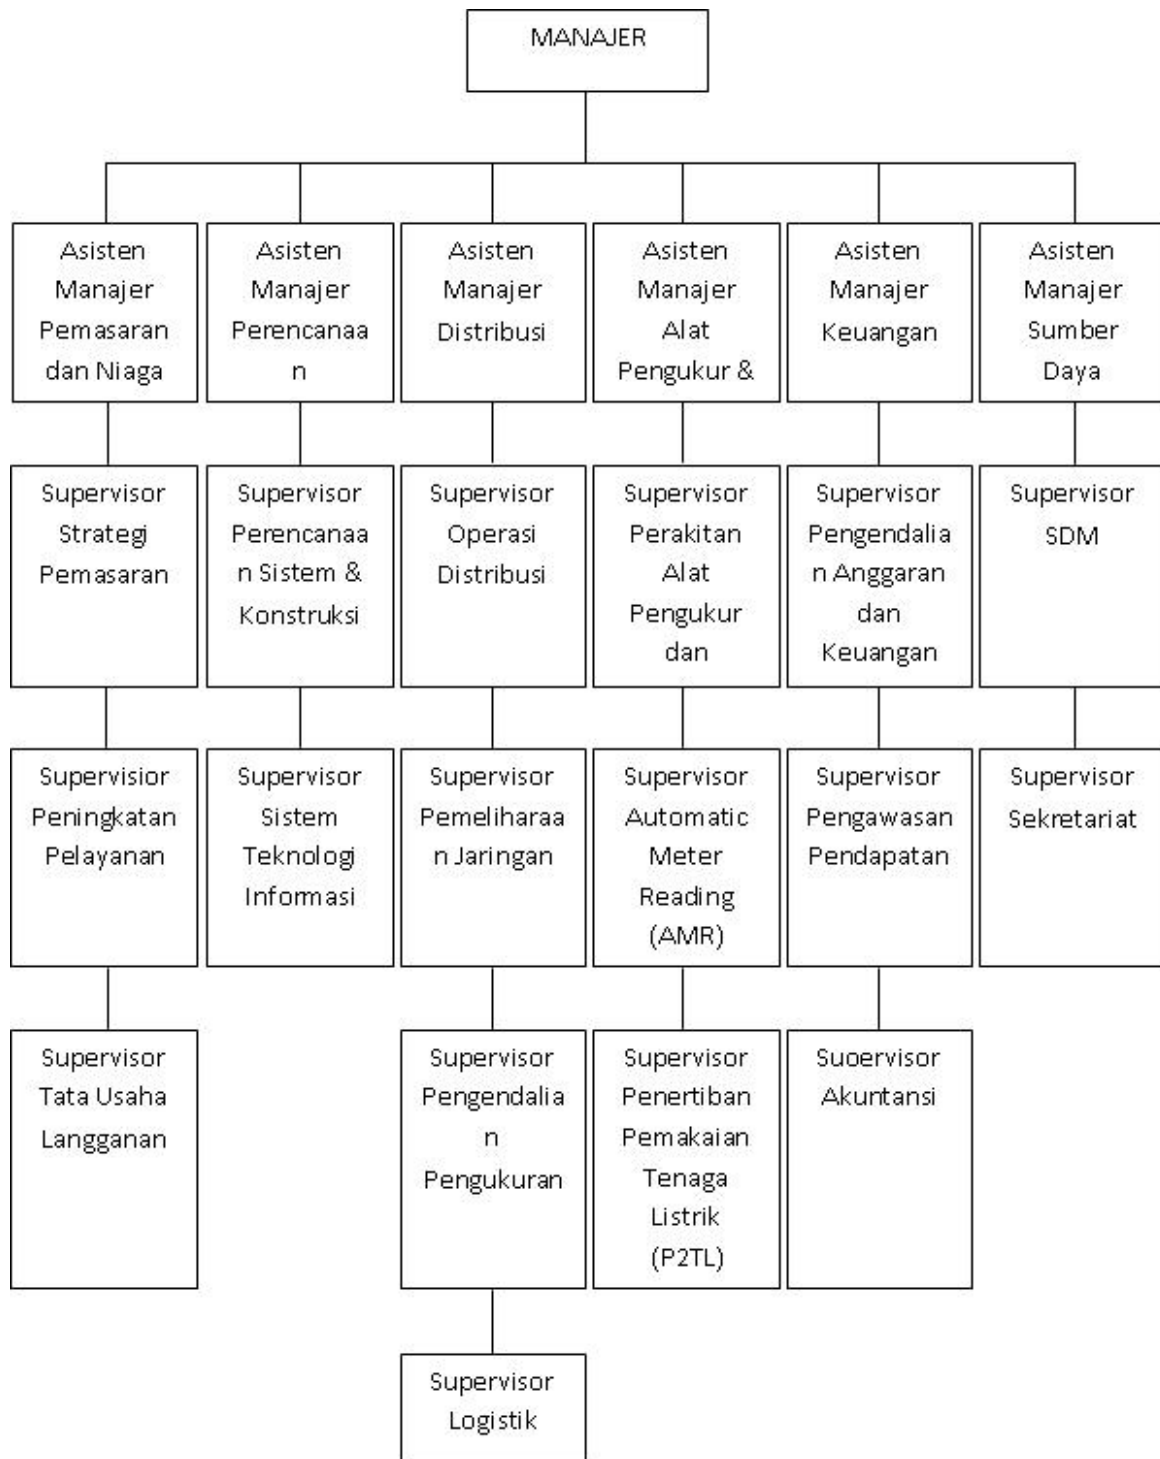 MANAJER
Asisten
Manajer
Pemasaran
dan Niaga
Asisten
Manajer
Perencanaa
n
Asisten
Manajer
Distribusi
Asisten
Manajer
Alat
Pengukur &
Asisten
Manajer
Keuangan
Asisten
Manajer
Sumber
Daya
Supervisor
Strategi
Pemasaran
Supervisor
Perencanaa
n Sistem &
Konstruksi
Supervisor
Operasi
Distribusi
Supervisor
Perakitan
Alat
Pengukur
dan
Supervisor
Pengendalia
n Anggaran
dan
Keuangan
Supervisor
SDM
Supervisior
Peningkatan
Pelayanan
Supervisor
Sistem
Teknologi
Informasi
Supervisor
Pemeliharaa
n Jaringan
Supervisor
Automatic
Meter
Reading
(AMR)
Supervisor
Pengawasan
Pendapatan
Supervisor
Sekretariat
Supervisor
Tata Usaha
Langganan
Supervisor
Pengendalia
n
Pengukuran
Supervisor
Penertiban
Pemakaian
Tenaga
Listrik
(P2TL)
Suoervisor
Akuntansi
Supervisor
Logistik